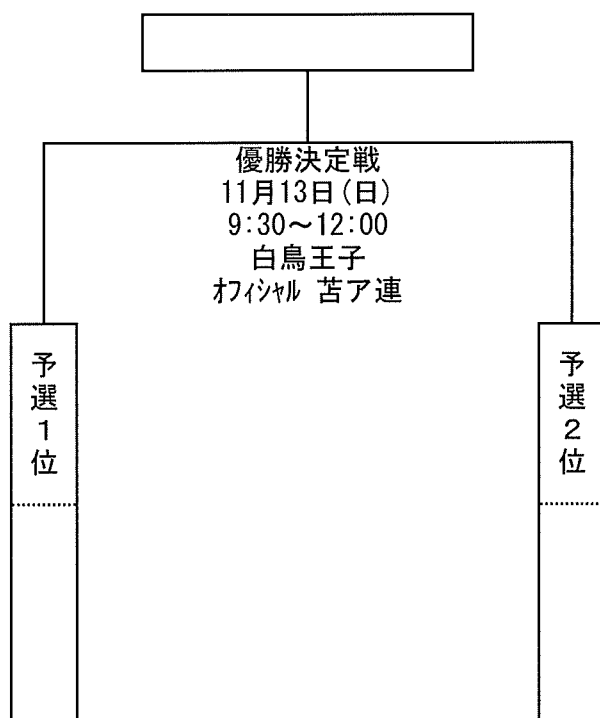 優勝決定戦
11月13日(日)
9:30～12:00
白鳥王子
ｵﾌｨｼｬﾙ 苫ア連
予選1位
予選2位